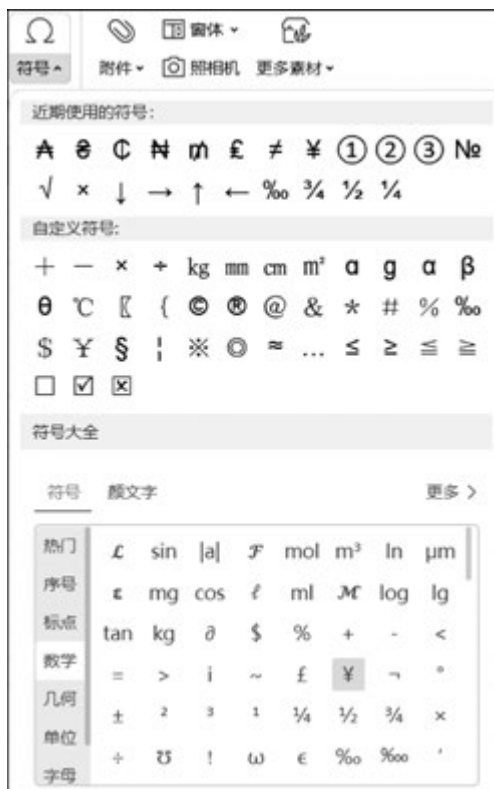 Ω 窗体
符号 附件 照相机 更多素材
近期使用的符号:
₳ ₴ ₵ ₦ ₥ ₤ ≠ ¥ ① ② ③ №
√ × ↓ → ↑ ← ‰ ¾ ½ ¼
自定义符号:
+ − × ÷ kg mm cm m² ɑ g α β
θ ℃ 〖 { © ® @ & * # % ‰
$ ¥ § ¦ ※ ◎ ≈ … ≤ ≥ ≦ ≧
☐ ☑ ☒
符号大全
符号 颜文字 更多 >
热门 ℒ sin |a| ℱ mol m³ ln μm
序号 ε mg cos ℓ ml ℳ log lg
标点 tan kg ∂ $ % + - <
数学 = > i ~ £ ¥ ¬ °
几何 ± ² ³ ¹ ¼ ½ ¾ ×
单位 ÷ ʊ ! ω ϵ ‰ ‱ ′
字母